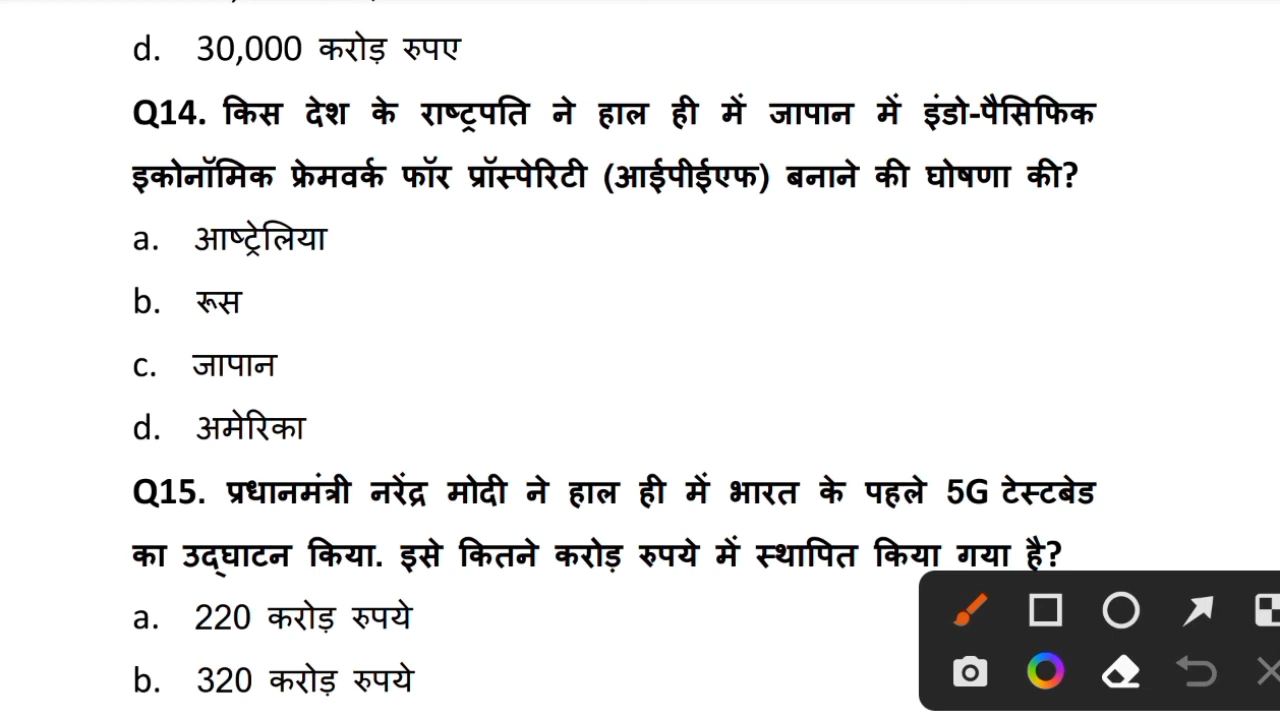 d. 30,000 करोड़ रुपए
Q14. किस देश के राष्ट्रपति ने हाल ही में जापान में इंडो-पैसिफिक
इकोनॉमिक फ्रेमवर्क फॉर प्रॉस्पेरिटी (आईपीईएफ) बनाने की घोषणा की?
a. आष्ट्रेलिया
b. रूस
c. जापान
d. अमेरिका
Q15. प्रधानमंत्री नरेंद्र मोदी ने हाल ही में भारत के पहले 5G टेस्टबेड
का उद्घाटन किया. इसे कितने करोड़ रुपये में स्थापित किया गया है?
a. 220 करोड़ रुपये
b. 320 करोड़ रुपये